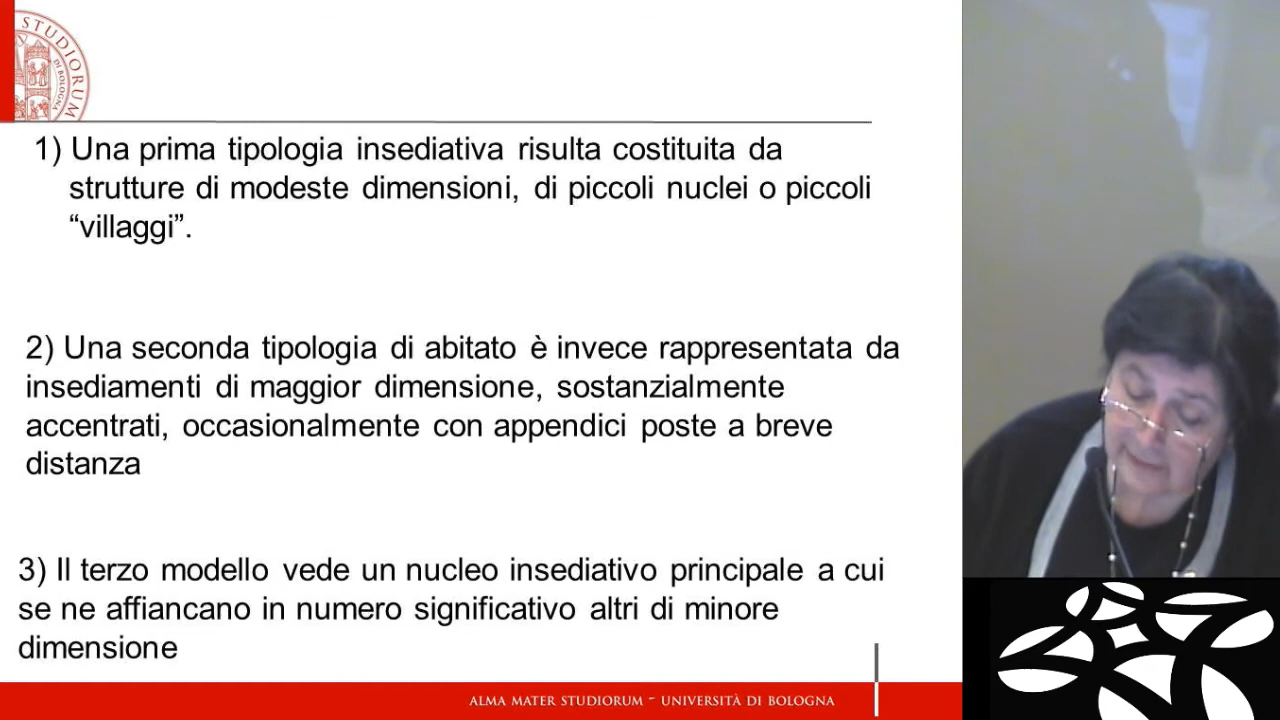 STUDIORUM
DI BOLOGNA
1) Una prima tipologia insediativa risulta costituita da
strutture di modeste dimensioni, di piccoli nuclei o piccoli
“villaggi”.
2) Una seconda tipologia di abitato è invece rappresentata da
insediamenti di maggior dimensione, sostanzialmente
accentrati, occasionalmente con appendici poste a breve
distanza
3) Il terzo modello vede un nucleo insediativo principale a cui
se ne affiancano in numero significativo altri di minore
dimensione
ALMA MATER STUDIORUM - UNIVERSITÀ DI BOLOGNA